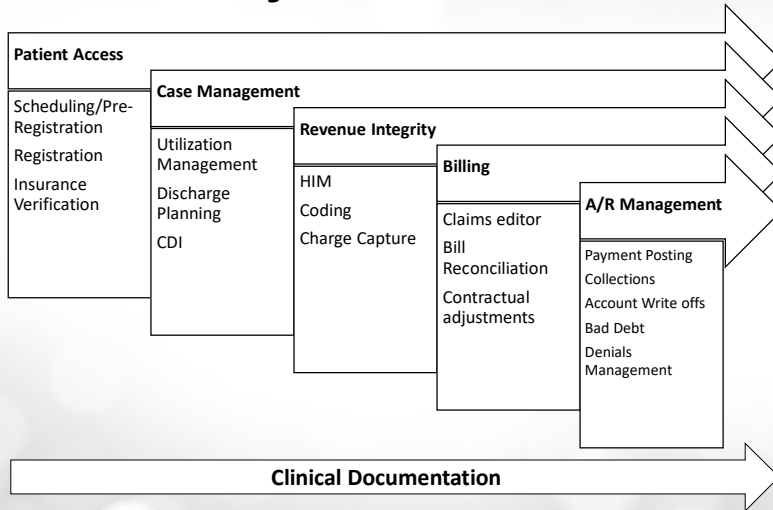 Patient Access
Scheduling/Pre-
Registration
Registration
Insurance
Verification
Case Management
Utilization
Management
Discharge
Planning
CDI
Revenue Integrity
HIM
Coding
Charge Capture
Billing
Claims editor
Bill
Reconciliation
Contractual
adjustments
A/R Management
Payment Posting
Collections
Account Write offs
Bad Debt
Denials
Management
Clinical Documentation